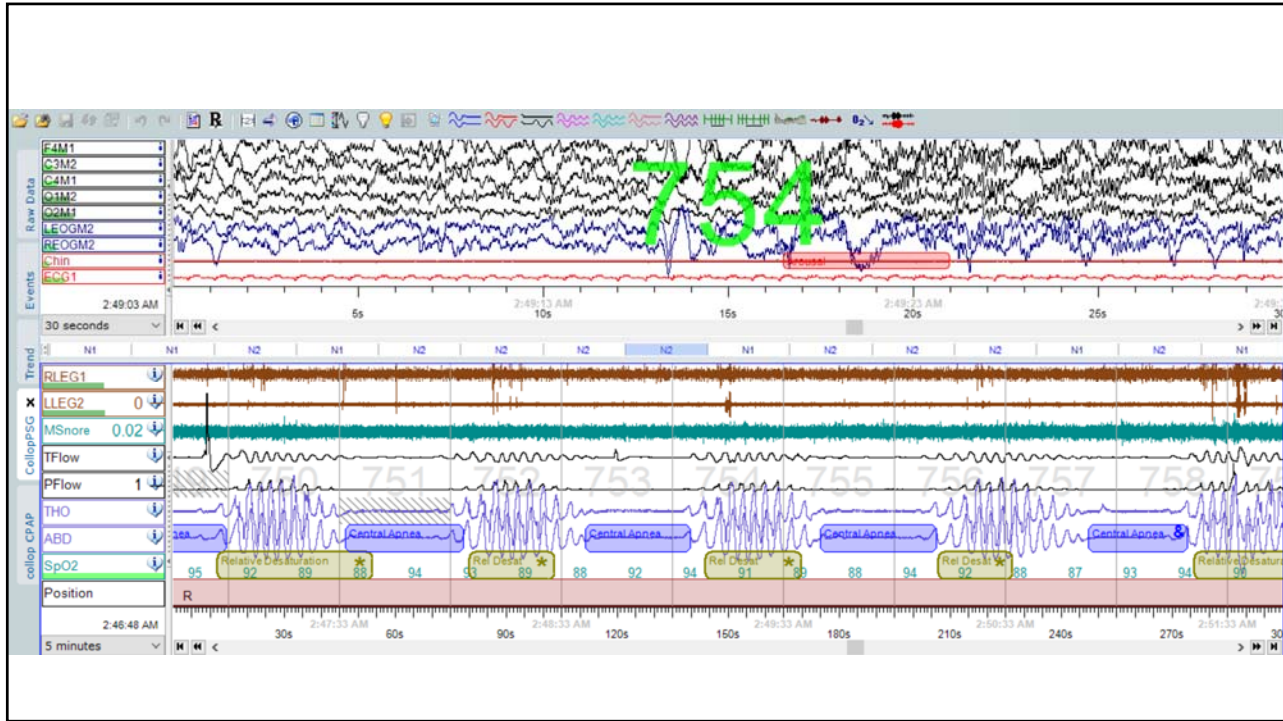 R
F4M1
C3M2
C4M1
O1M2
O2M1
LEOGM2
REOGM2
Chin
ECG1
754
Arousal
2:49:03 AM 2:49:13 AM 2:49:23 AM
5s 10s 15s 20s 25s
30 seconds
Raw Data
Events
Trend
CollopPSG
collop CPAP
N1 N1 N2 N1 N2 N2 N2 N2 N1 N2 N2 N2 N1 N2 N1
RLEG1
LLEG2 0
MSnore 0.02
TFlow
PFlow 1
750 751 752 753 754 755 756 757 758
THO
ABD
Central Apnea Central Apnea Central Apnea Central Apnea &
SpO2
Relative Desaturation * Rel Desat * Rel Desat * Rel Desat *
95 92 89 88 94 93 89 88 92 94 91 89 88 94 92 88 87 93 94 90
Position R
2:46:48 AM 2:47:33 AM 2:48:33 AM 2:49:33 AM 2:50:33 AM 2:51:33 AM
30s 60s 90s 120s 150s 180s 210s 240s 270s
5 minutes